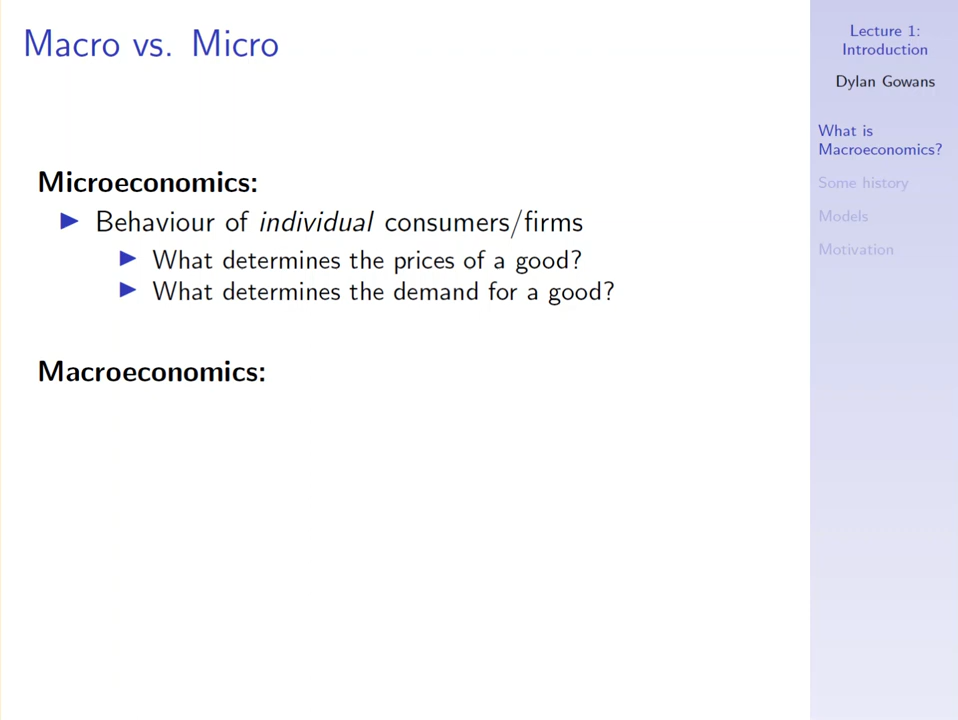 Macro vs. Micro
Microeconomics:
▶ Behaviour of individual consumers/firms
▶ What determines the prices of a good?
▶ What determines the demand for a good?
Macroeconomics:
Lecture 1:
Introduction
Dylan Gowans
What is
Macroeconomics?
Some history
Models
Motivation